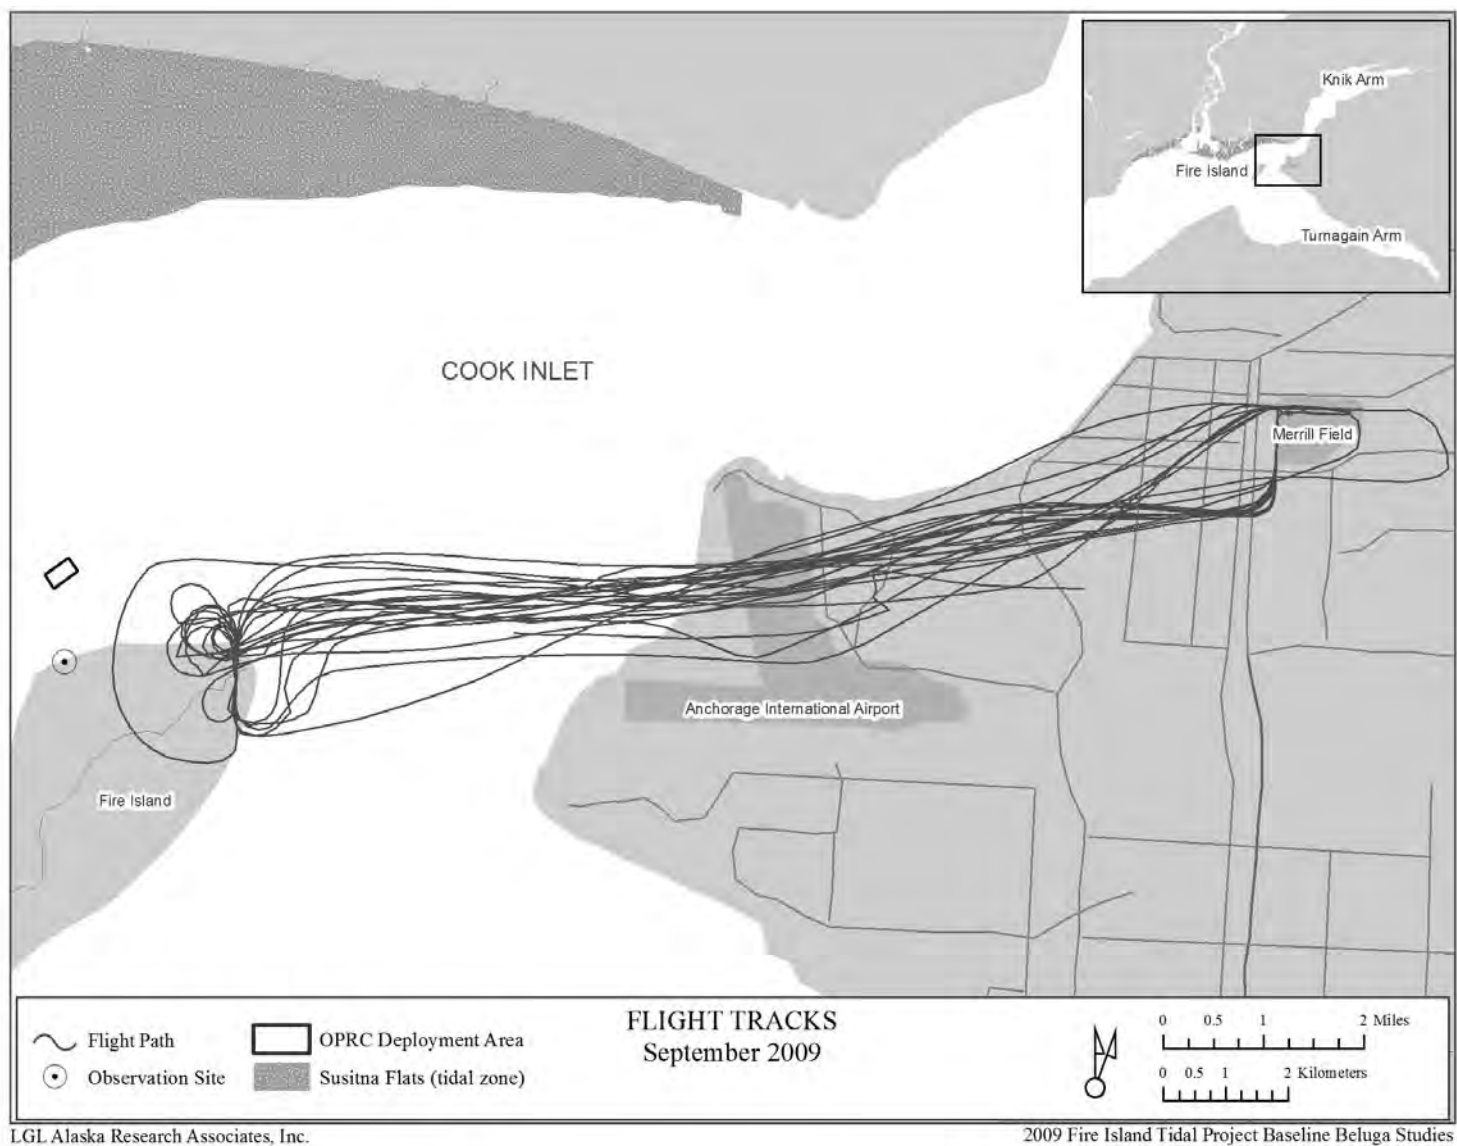 Knik Arm
Fire Island
Turnagain Arm
COOK INLET
Merrill Field
Anchorage International Airport
Fire Island
FLIGHT TRACKS
September 2009
Flight Path
OPRC Deployment Area
Observation Site
Susitna Flats (tidal zone)
N
0 0.5 1 2 Miles
0 0.5 1 2 Kilometers
LGL Alaska Research Associates, Inc.
2009 Fire Island Tidal Project Baseline Beluga Studies